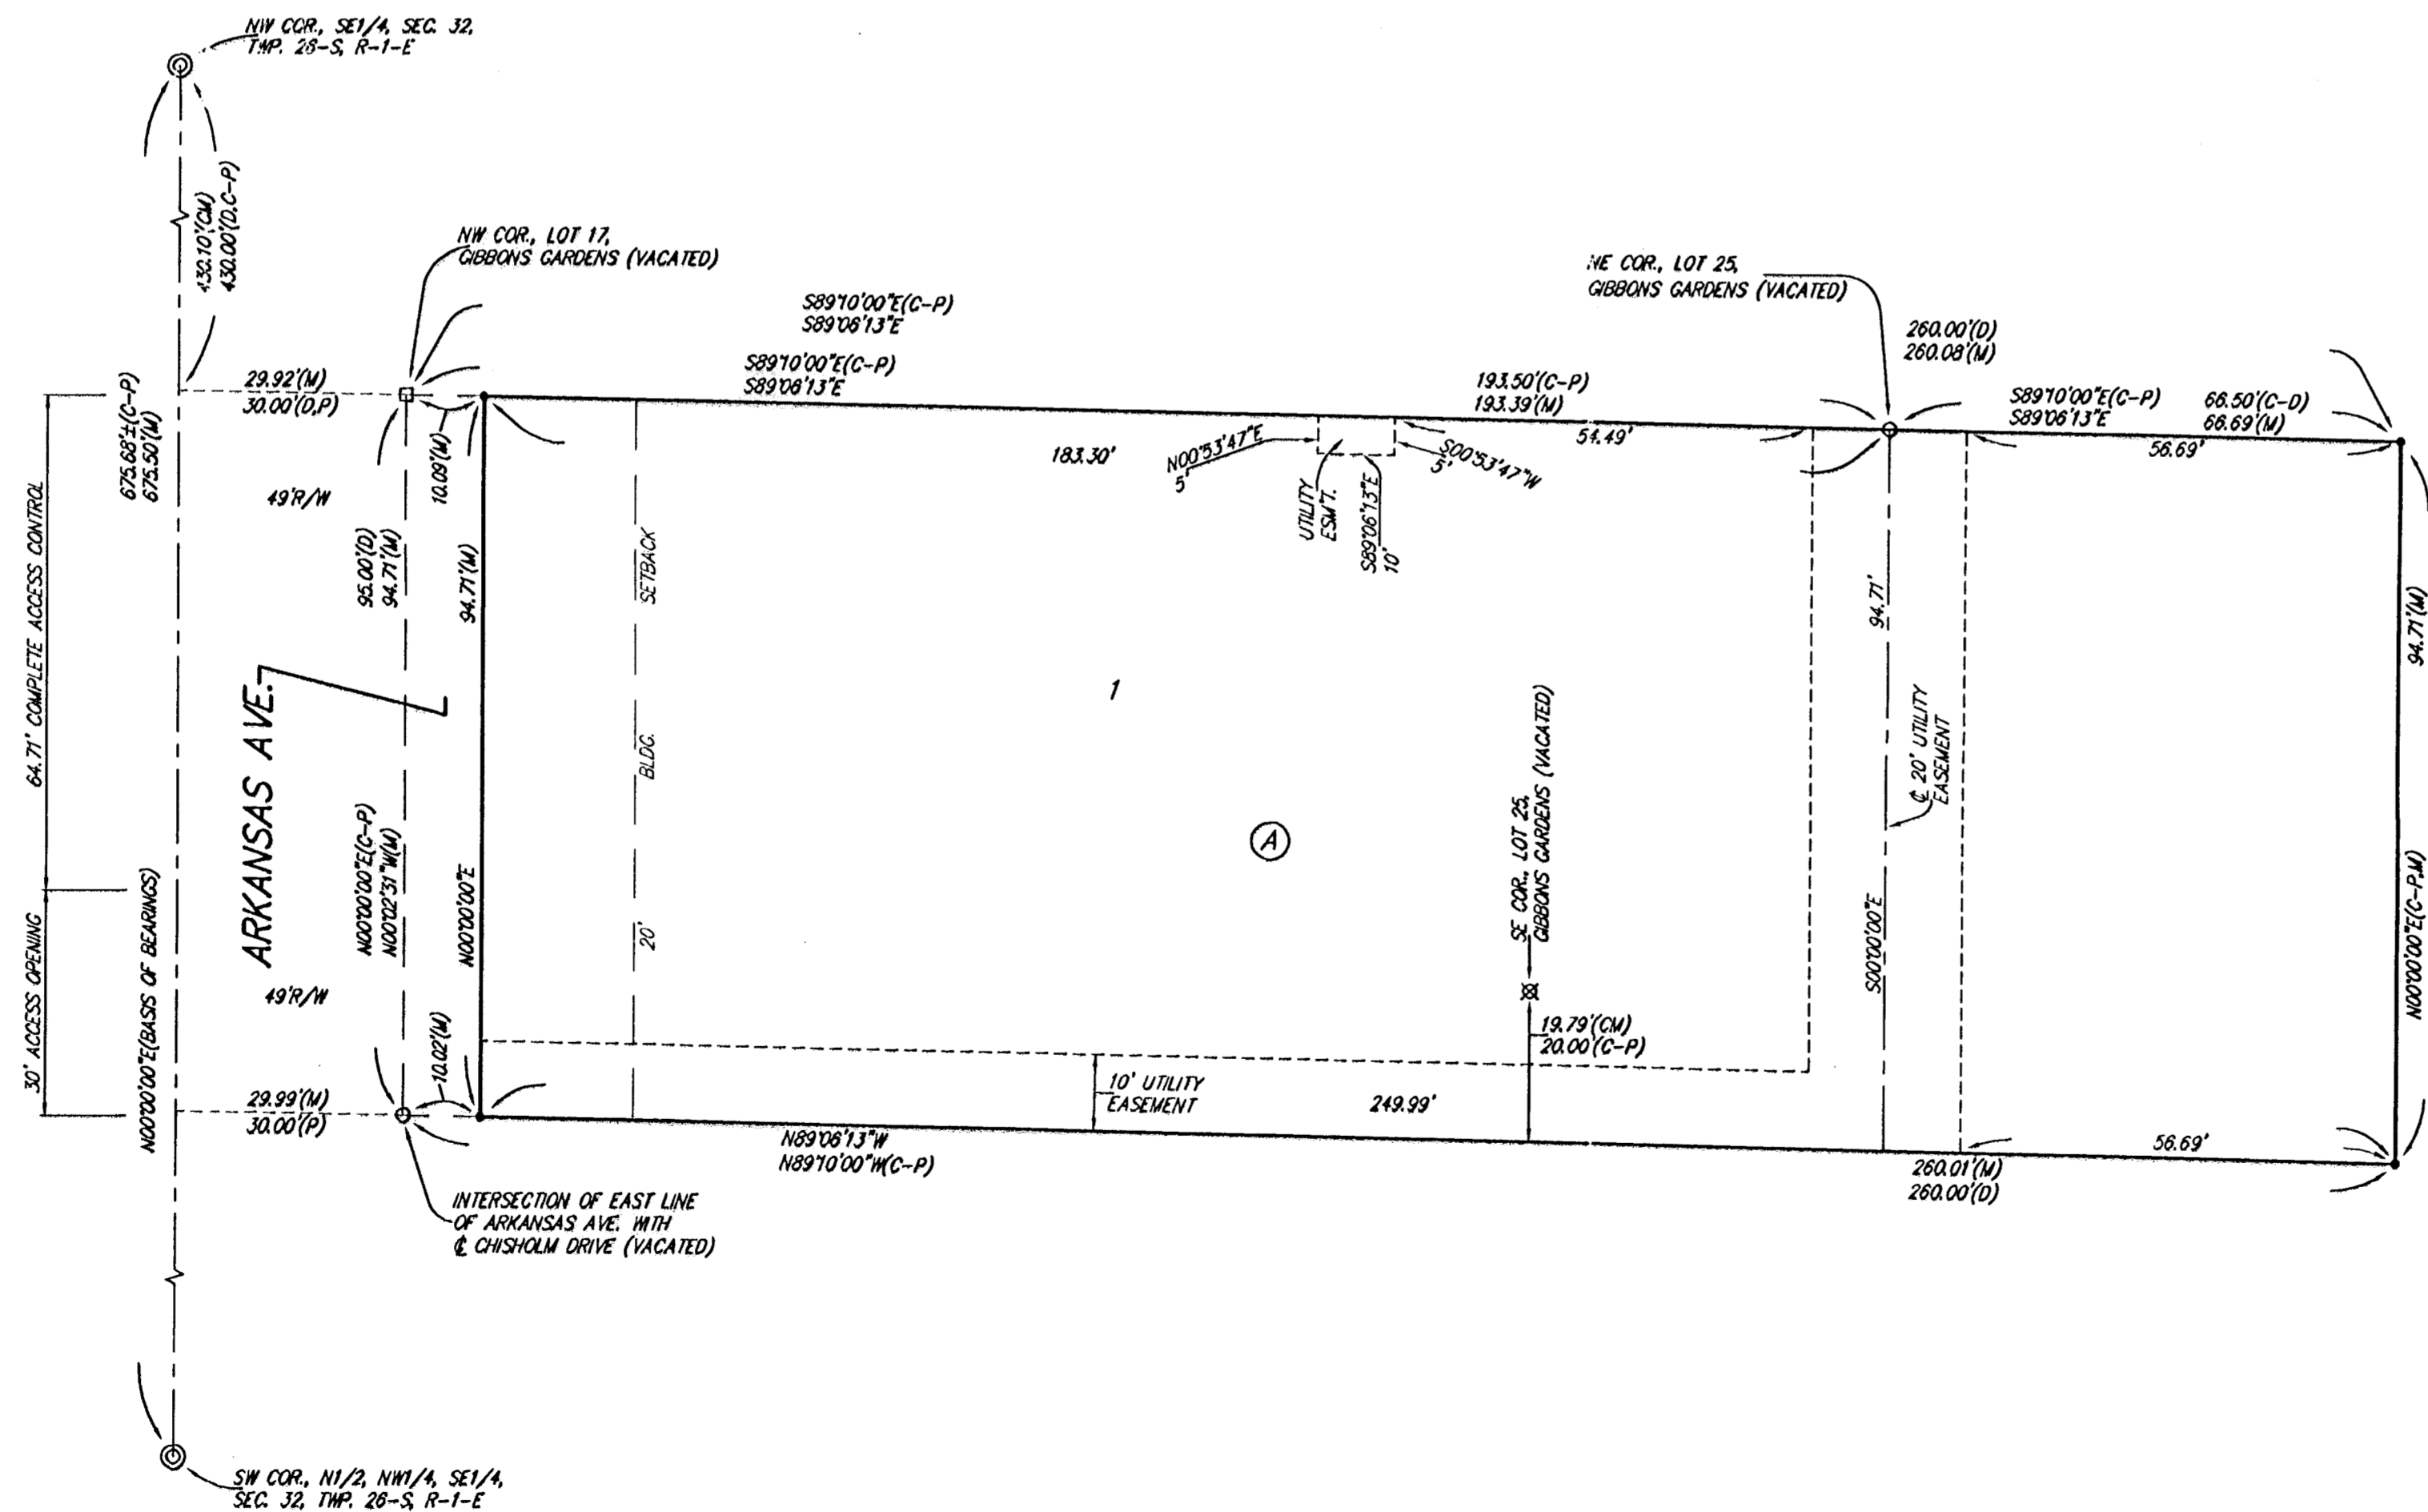 NW COR., SE1/4, SEC. 32,
TWP. 26-S, R-1-E
430.10'(CM)
430.00'(D,C-P)
NW COR., LOT 17,
GIBBONS GARDENS (VACATED)
NE COR., LOT 25,
GIBBONS GARDENS (VACATED)
S89°10'00"E(C-P)
S89°06'13"E
S89°10'00"E(C-P)
S89°06'13"E
260.00'(D)
260.08'(M)
193.50'(C-P)
193.39'(M)
S89°10'00"E(C-P)
S89°06'13"E
66.50'(C-D)
66.69'(M)
29.92'(M)
30.00'(D,P)
675.68'±(C-P)
675.50'(M)
10.09'(M)
183.30'
N00°53'47"E
5'
S00°53'47"W
5'
54.49'
56.69'
UTILITY
ESM'T.
S89°06'13"E
10'
49'R/W
95.00'(D)
94.71'(M)
94.71'(M)
SETBACK
BLDG.
20'
94.71'
94.71'(M)
64.71' COMPLETE ACCESS CONTROL
30' ACCESS OPENING
ARKANSAS AVE.
1
A
SE COR., LOT 25,
GIBBONS GARDENS (VACATED)
℄ 20' UTILITY
EASEMENT
N00°00'00"E(BASIS OF BEARINGS)
N00°00'00"E(C-P)
N00°02'31"W(M)
N00°00'00"E
S00°00'00"E
N00°00'00"E(C-P,M)
49'R/W
10.02'(M)
19.79'(CM)
20.00'(C-P)
29.99'(M)
30.00'(P)
10' UTILITY
EASEMENT
249.99'
N89°06'13"W
N89°10'00"W(C-P)
56.69'
260.01'(M)
260.00'(D)
INTERSECTION OF EAST LINE
OF ARKANSAS AVE. WITH
℄ CHISHOLM DRIVE (VACATED)
SW COR., N1/2, NW1/4, SE1/4,
SEC. 32, TWP. 26-S, R-1-E